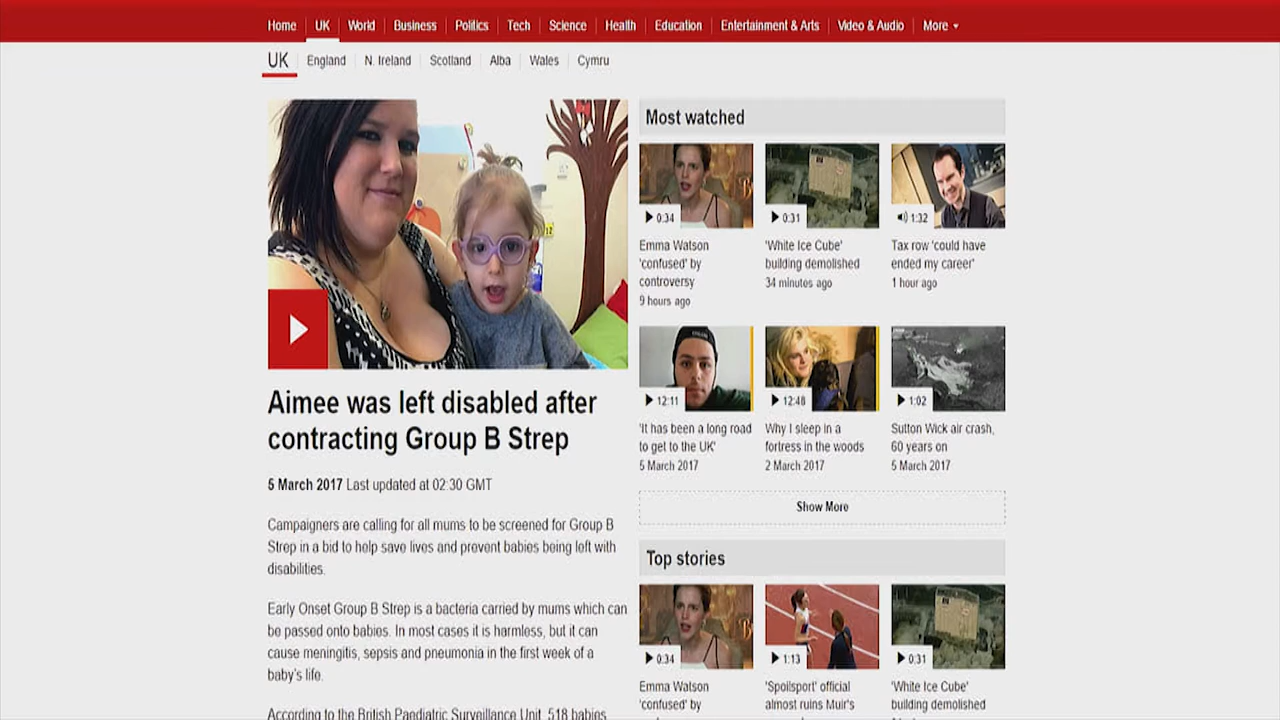 Home UK World Business Politics Tech Science Health Education Entertainment & Arts Video & Audio More
UK England N. Ireland Scotland Alba Wales Cymru
Aimee was left disabled after
contracting Group B Strep
5 March 2017 Last updated at 02:30 GMT
Campaigners are calling for all mums to be screened for Group B
Strep in a bid to help save lives and prevent babies being left with
disabilities.
Early Onset Group B Strep is a bacteria carried by mums which can
be passed onto babies. In most cases it is harmless, but it can
cause meningitis, sepsis and pneumonia in the first week of a
baby's life.
According to the British Paediatric Surveillance Unit, 518 babies
Most watched
0:34
Emma Watson
'confused' by
controversy
9 hours ago
0:31
'White Ice Cube'
building demolished
34 minutes ago
1:32
Tax row 'could have
ended my career'
1 hour ago
12:11
'It has been a long road
to get to the UK'
5 March 2017
12:48
Why I sleep in a
fortress in the woods
2 March 2017
1:02
Sutton Wick air crash,
60 years on
5 March 2017
Show More
Top stories
0:34
Emma Watson
'confused' by
1:13
'Spoilsport' official
almost ruins Muir's
0:31
'White Ice Cube'
building demolished